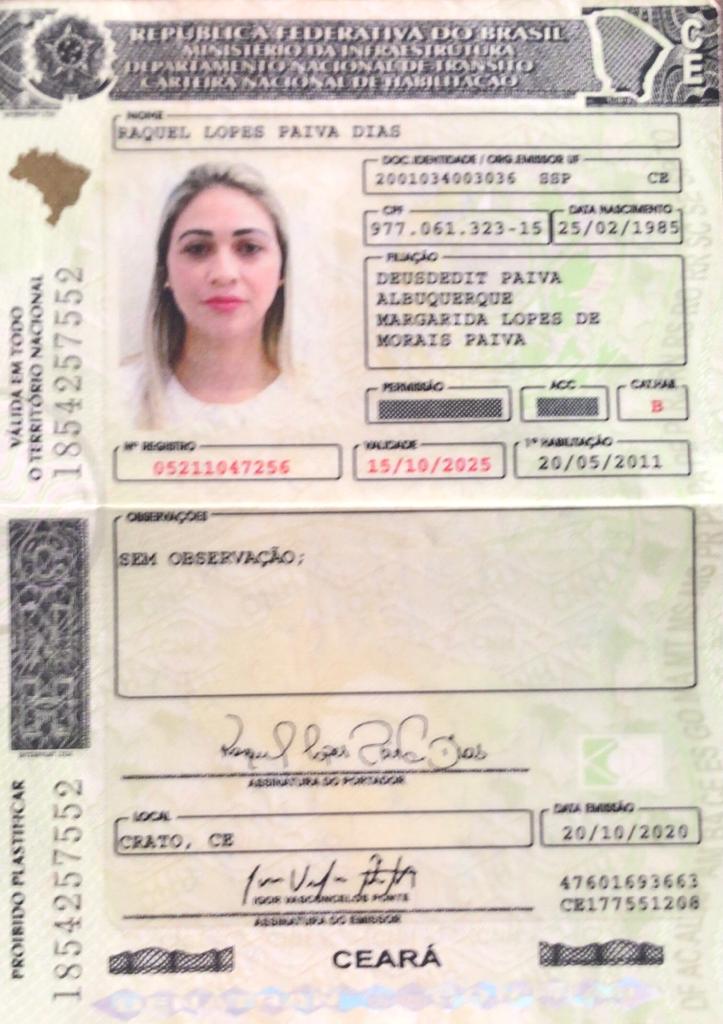 REPÚBLICA FEDERATIVA DO BRASIL
MINISTÉRIO DA INFRAESTRUTURA
DEPARTAMENTO NACIONAL DE TRÂNSITO
CARTEIRA NACIONAL DE HABILITAÇÃO
CE
NOME
RAQUEL LOPES PAIVA DIAS
DOC. IDENTIDADE / ORG. EMISSOR UF
2001034003036 SSP CE
CPF
977.061.323-15
DATA NASCIMENTO
25/02/1985
FILIAÇÃO
DEUSDEDIT PAIVA
ALBUQUERQUE
MARGARIDA LOPES DE
MORAIS PAIVA
PERMISSÃO
ACC
CAT. HAB.
B
Nº REGISTRO
05211047256
VALIDADE
15/10/2025
1ª HABILITAÇÃO
20/05/2011
VÁLIDA EM TODO
O TERRITÓRIO NACIONAL
1854257552
OBSERVAÇÕES
SEM OBSERVAÇÃO;
Raquel Lopes Paiva Dias
ASSINATURA DO PORTADOR
LOCAL
CRATO, CE
DATA EMISSÃO
20/10/2020
IGOR VASCONCELOS PONTE
ASSINATURA DO EMISSOR
47601693663
CE177551208
PROIBIDO PLASTIFICAR
1854257552
CEARÁ